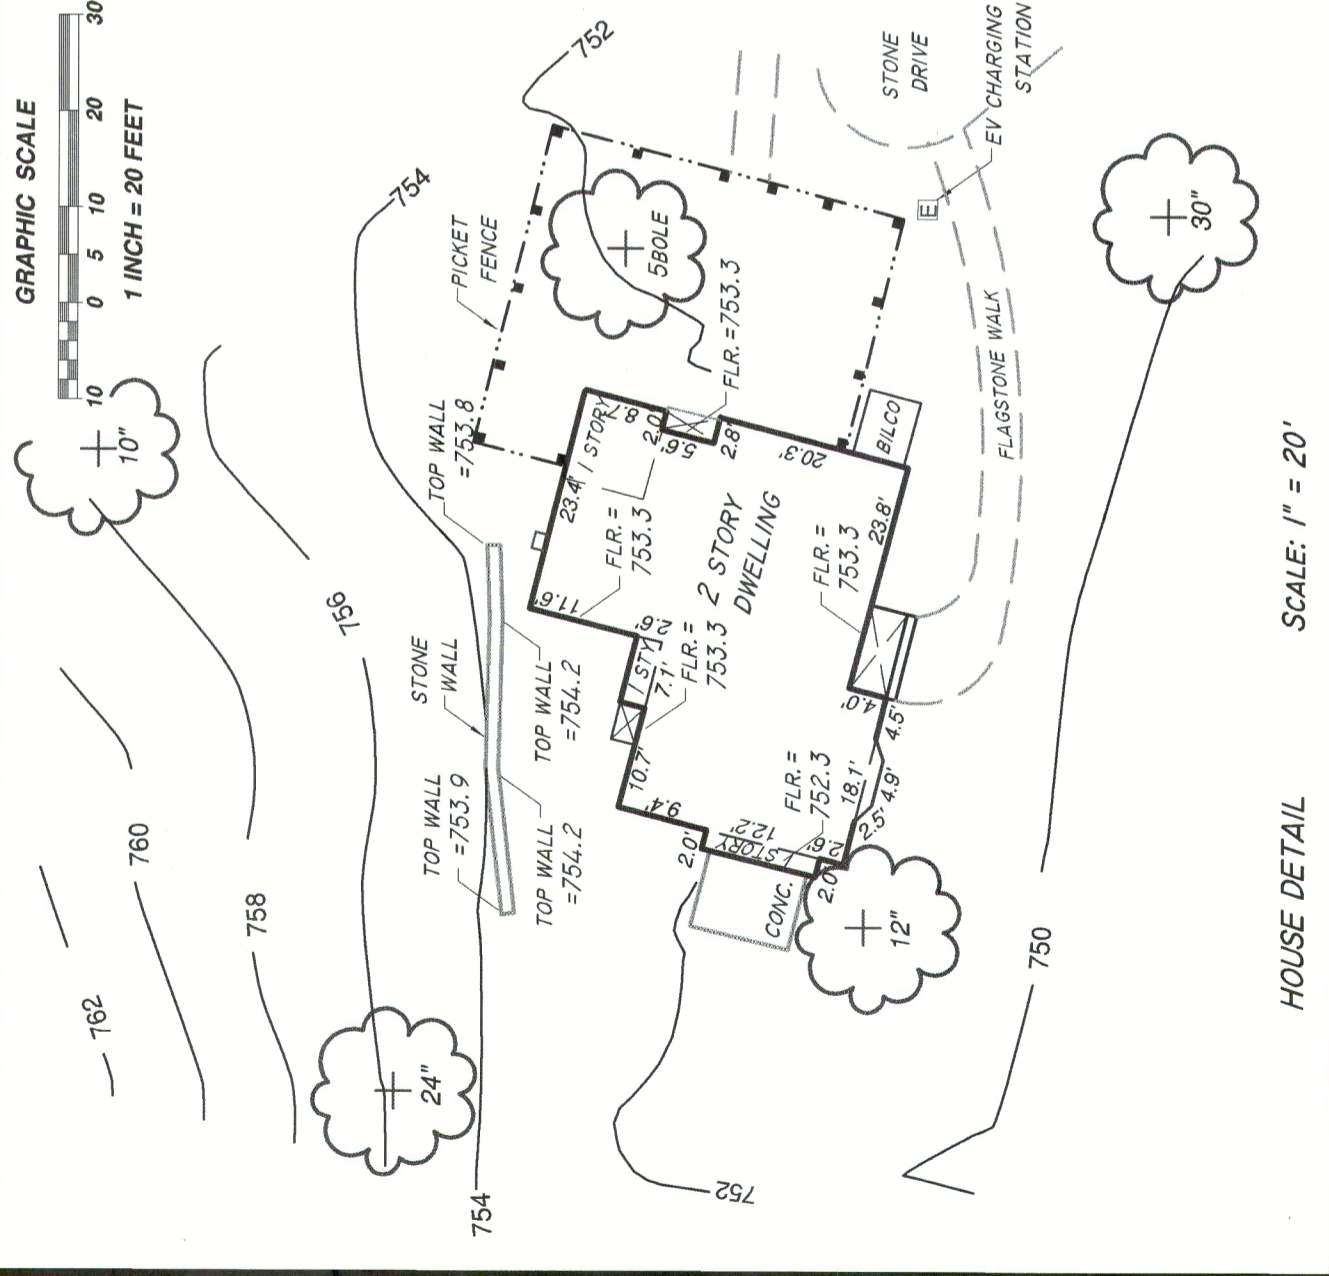 GRAPHIC SCALE
10 0 5 10 20 30
1 INCH = 20 FEET
10"
762
760
758
756
754
24"
754
752
TOP WALL
=753.9
STONE
WALL
TOP WALL
=753.8
PICKET
FENCE
TOP WALL
=754.2
TOP WALL
=754.2
5BOLE
FLR.=753.3
1 STORY
23.4'
8.7'
2.0'
5.6'
2.8'
20.3'
11.6'
FLR.=
753.3
2.6'
1 STY
7.1'
FLR.=
753.3
2 STORY
DWELLING
10.7'
9.4'
2.0'
STORY
12.2'
FLR.=
752.3
2.6'
2.0'
18.1'
2.5'
4.9'
4.5'
4.0'
FLR.=
753.3
23.8'
BILCO
CONC.
12"
752
STONE
DRIVE
EV CHARGING
STATION
E
FLAGSTONE WALK
30"
750
HOUSE DETAIL
SCALE: 1" = 20'